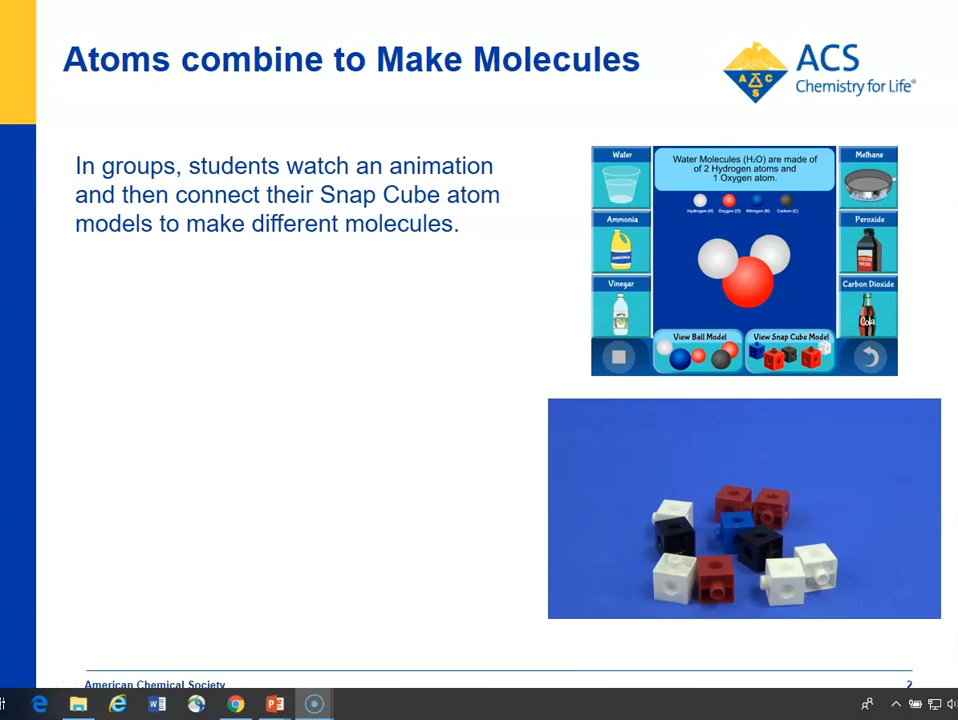 Atoms combine to Make Molecules
ACS
Chemistry for Life®
A C C S
In groups, students watch an animation
and then connect their Snap Cube atom
models to make different molecules.
Water
Water Molecules (H₂O) are made of
of 2 Hydrogen atoms and
1 Oxygen atom.
Methane
Hydrogen (H) Oxygen (O) Nitrogen (N) Carbon (C)
Ammonia
AMMONIA
Peroxide
Vinegar
Carbon Dioxide
Cola
View Ball Model
View Snap Cube Model
American Chemical Society
2